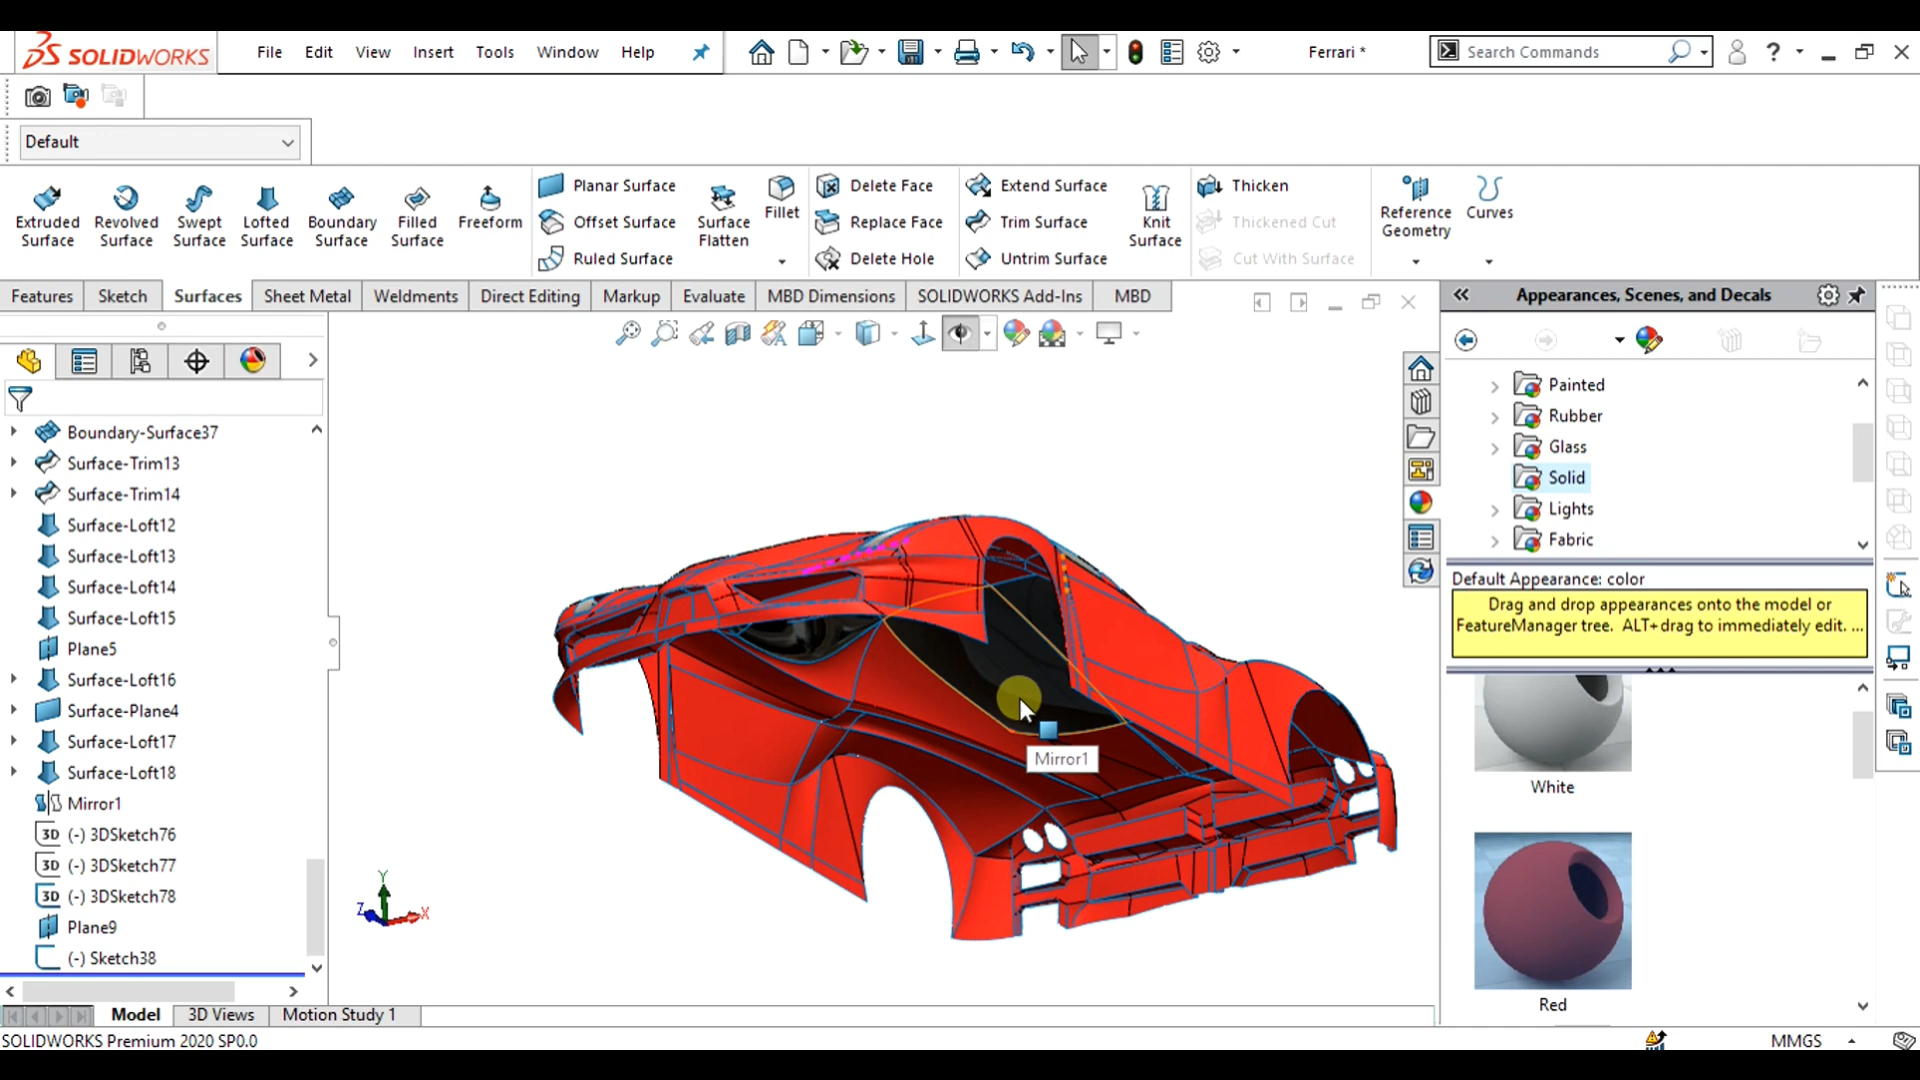 SOLIDWORKS File Edit View Insert Tools Window Help Ferrari * Search Commands
Default
Extruded Surface
Revolved Surface
Swept Surface
Lofted Surface
Boundary Surface
Filled Surface
Freeform
Planar Surface
Offset Surface
Ruled Surface
Surface Flatten
Fillet
Delete Face
Replace Face
Delete Hole
Extend Surface
Trim Surface
Untrim Surface
Knit Surface
Thicken
Thickened Cut
Cut With Surface
Reference Geometry
Curves
Features Sketch Surfaces Sheet Metal Weldments Direct Editing Markup Evaluate MBD Dimensions SOLIDWORKS Add-Ins MBD
Boundary-Surface37
Surface-Trim13
Surface-Trim14
Surface-Loft12
Surface-Loft13
Surface-Loft14
Surface-Loft15
Plane5
Surface-Loft16
Surface-Plane4
Surface-Loft17
Surface-Loft18
Mirror1
3D (-) 3DSketch76
3D (-) 3DSketch77
3D (-) 3DSketch78
Plane9
(-) Sketch38
Mirror1
Y
Z X
Appearances, Scenes, and Decals
Painted
Rubber
Glass
Solid
Lights
Fabric
Default Appearance: color
Drag and drop appearances onto the model or
FeatureManager tree. ALT+drag to immediately edit. ...
White
Red
Model 3D Views Motion Study 1
SOLIDWORKS Premium 2020 SP0.0 MMGS